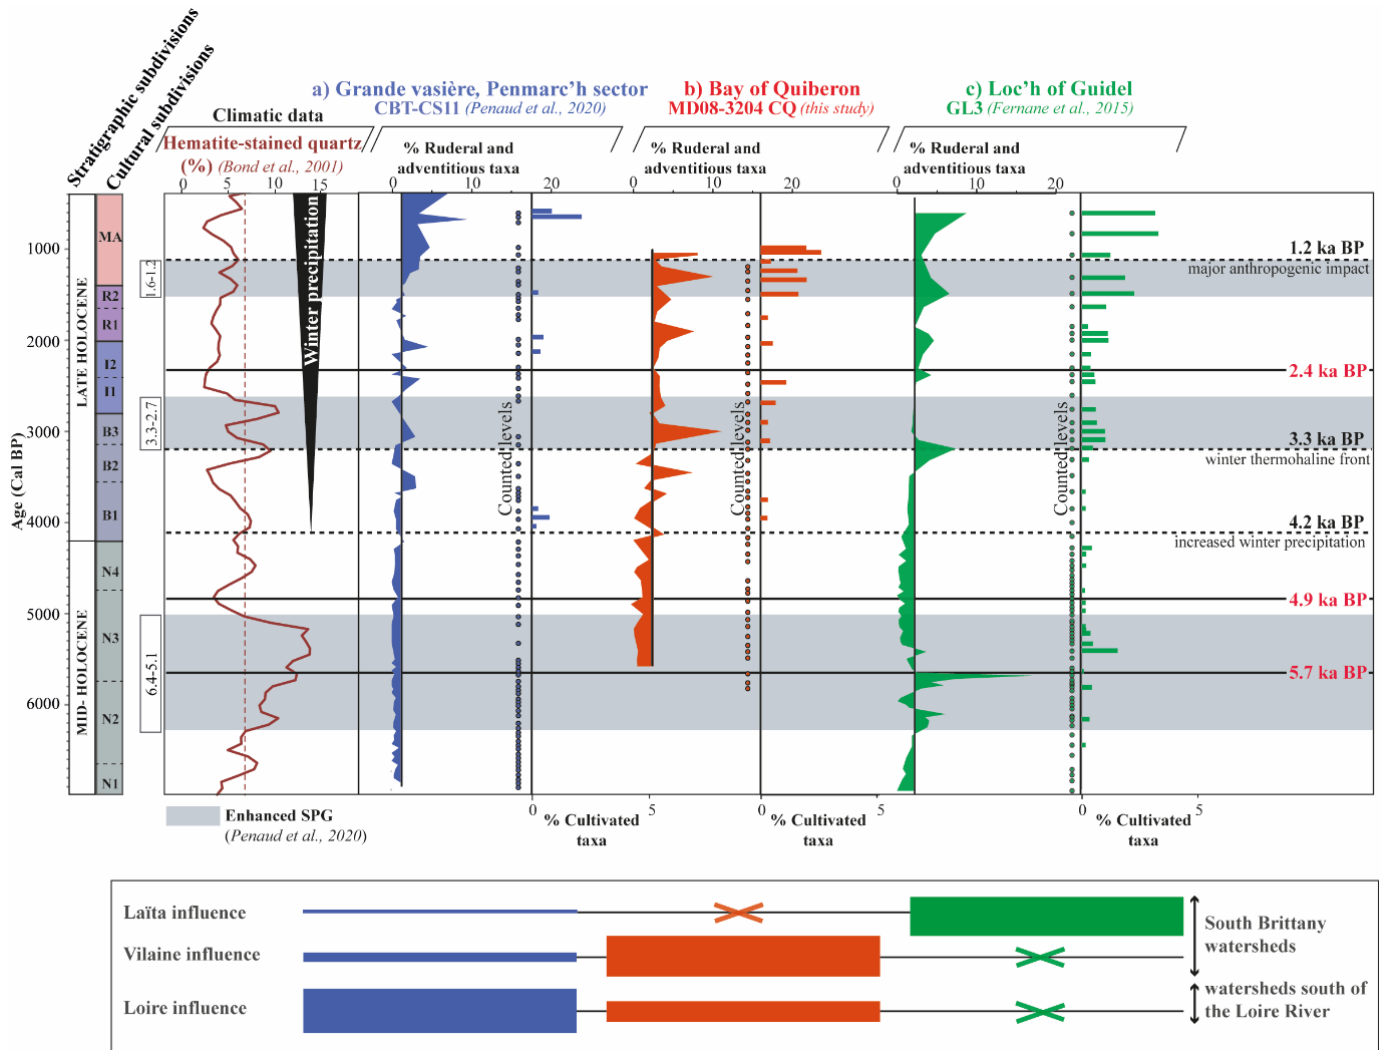 Stratigraphic subdivisions
Cultural subdivisions
a) Grande vasière, Penmarc'h sector
CBT-CS11 (Penaud et al., 2020)
b) Bay of Quiberon
MD08-3204 CQ (this study)
c) Loc'h of Guidel
GL3 (Fernane et al., 2015)
Climatic data
Hematite-stained quartz
(%) (Bond et al., 2001)
% Ruderal and
adventitious taxa
% Ruderal and
adventitious taxa
% Ruderal and
adventitious taxa
0 5 10 15
0 10 20
0 10 20
0 10 20
Age (Cal BP)
1000
2000
3000
4000
5000
6000
LATE HOLOCENE
MID- HOLOCENE
MA
R2
R1
I2
I1
B3
B2
B1
N4
N3
N2
N1
1.6-1.2
3.3-2.7
6.4-5.1
Winter precipitation
Counted levels
Counted levels
Counted levels
1.2 ka BP
major anthropogenic impact
2.4 ka BP
3.3 ka BP
winter thermohaline front
4.2 ka BP
increased winter precipitation
4.9 ka BP
5.7 ka BP
0 5
0 5
0 5
% Cultivated
taxa
% Cultivated
taxa
% Cultivated
taxa
Enhanced SPG
(Penaud et al., 2020)
Laïta influence
Vilaine influence
Loire influence
South Brittany
watersheds
watersheds south of
the Loire River